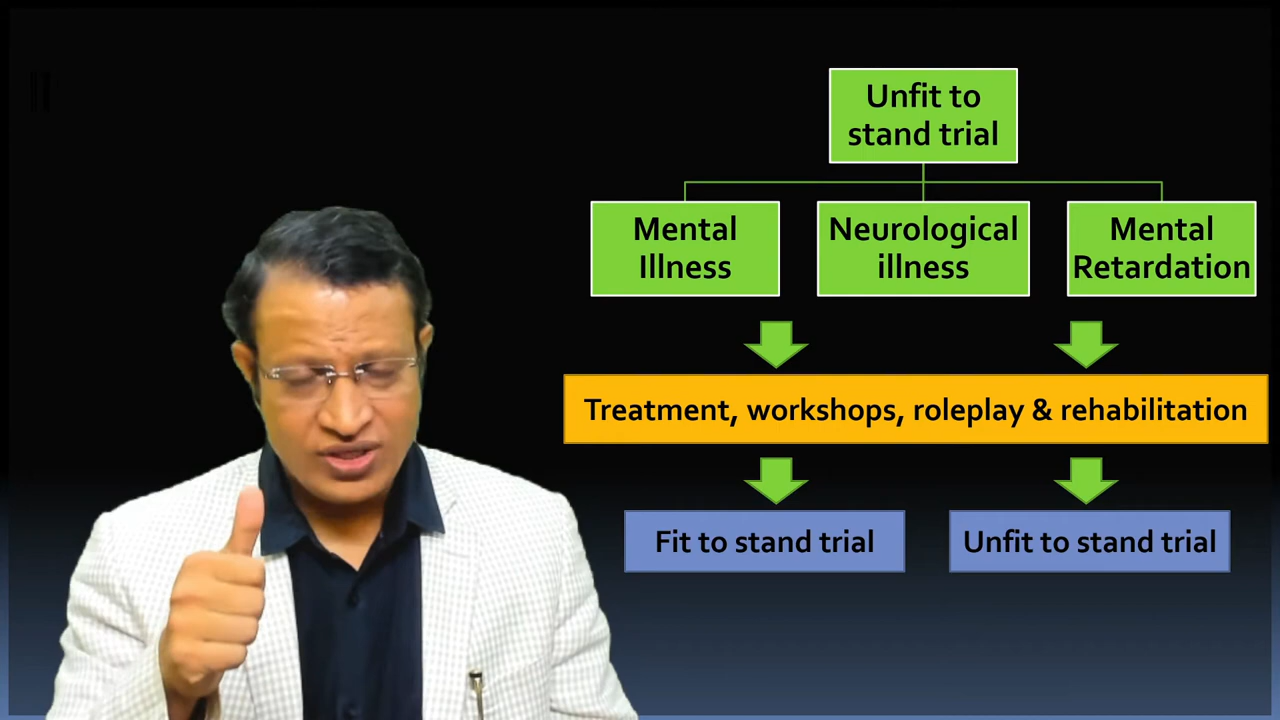 Unfit to
stand trial
Mental
Illness
Neurological
illness
Mental
Retardation
Treatment, workshops, roleplay & rehabilitation
Fit to stand trial
Unfit to stand trial